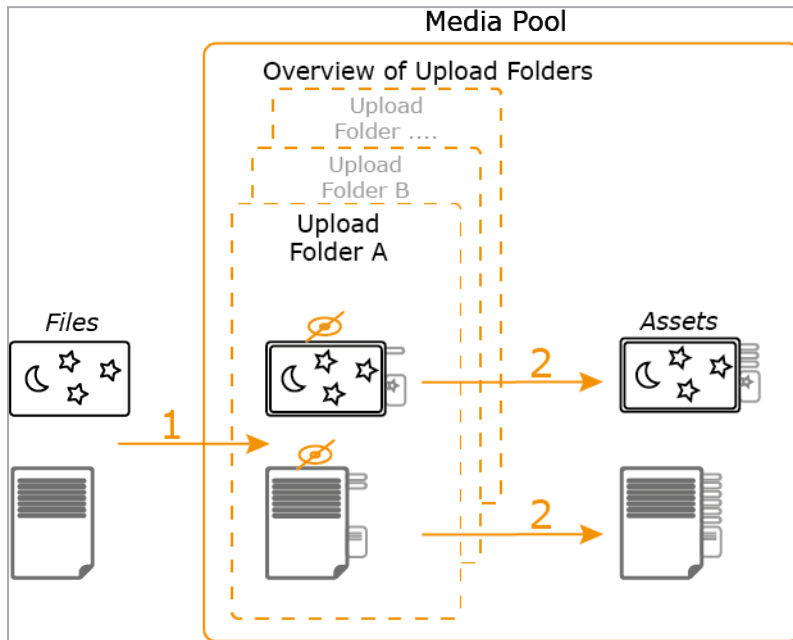 Media Pool
Overview of Upload Folders
Upload
Folder ....
Upload
Folder B
Upload
Folder A
Files
Assets
1
2
2